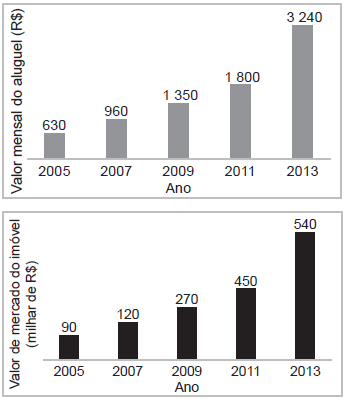 Valor mensal do aluguel (R$)
3 240
1 800
1 350
960
630
2005 2007 2009 2011 2013
Ano
Valor de mercado do imóvel
(milhar de R$)
540
450
270
120
90
2005 2007 2009 2011 2013
Ano